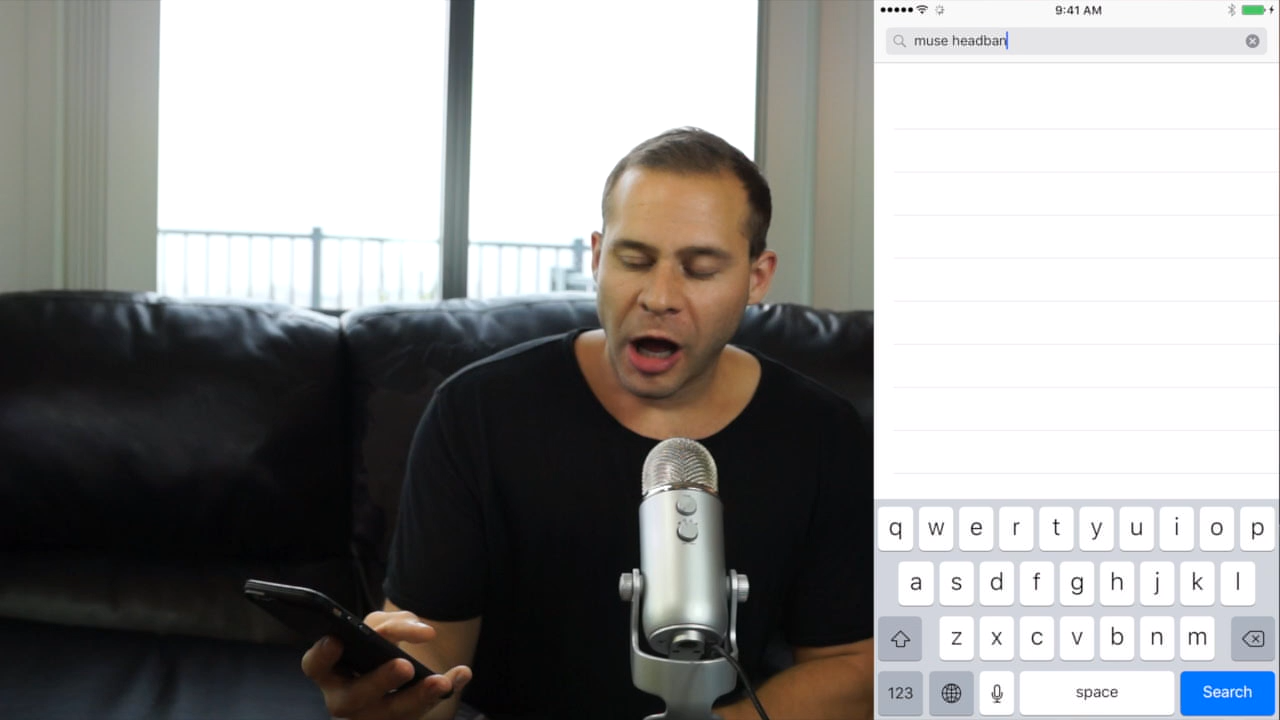 9:41 AM
muse headban
q w e r t y u i o p
a s d f g h j k l
z x c v b n m
123 space Search